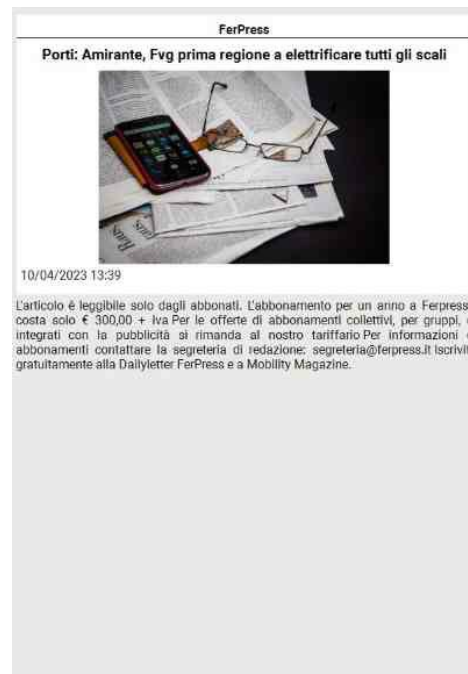 FerPress
Porti: Amirante, Fvg prima regione a elettrificare tutti gli scali
10/04/2023 13:39
L'articolo è leggibile solo dagli abbonati. L'abbonamento per un anno a Ferpress
costa solo € 300,00 + Iva Per le offerte di abbonamenti collettivi, per gruppi,
integrati con la pubblicità si rimanda al nostro tariffario Per informazioni
abbonamenti contattare la segreteria di redazione: segreteria@ferpress.it
gratuitamente alla Dailyletter FerPress e a Mobility Magazine.